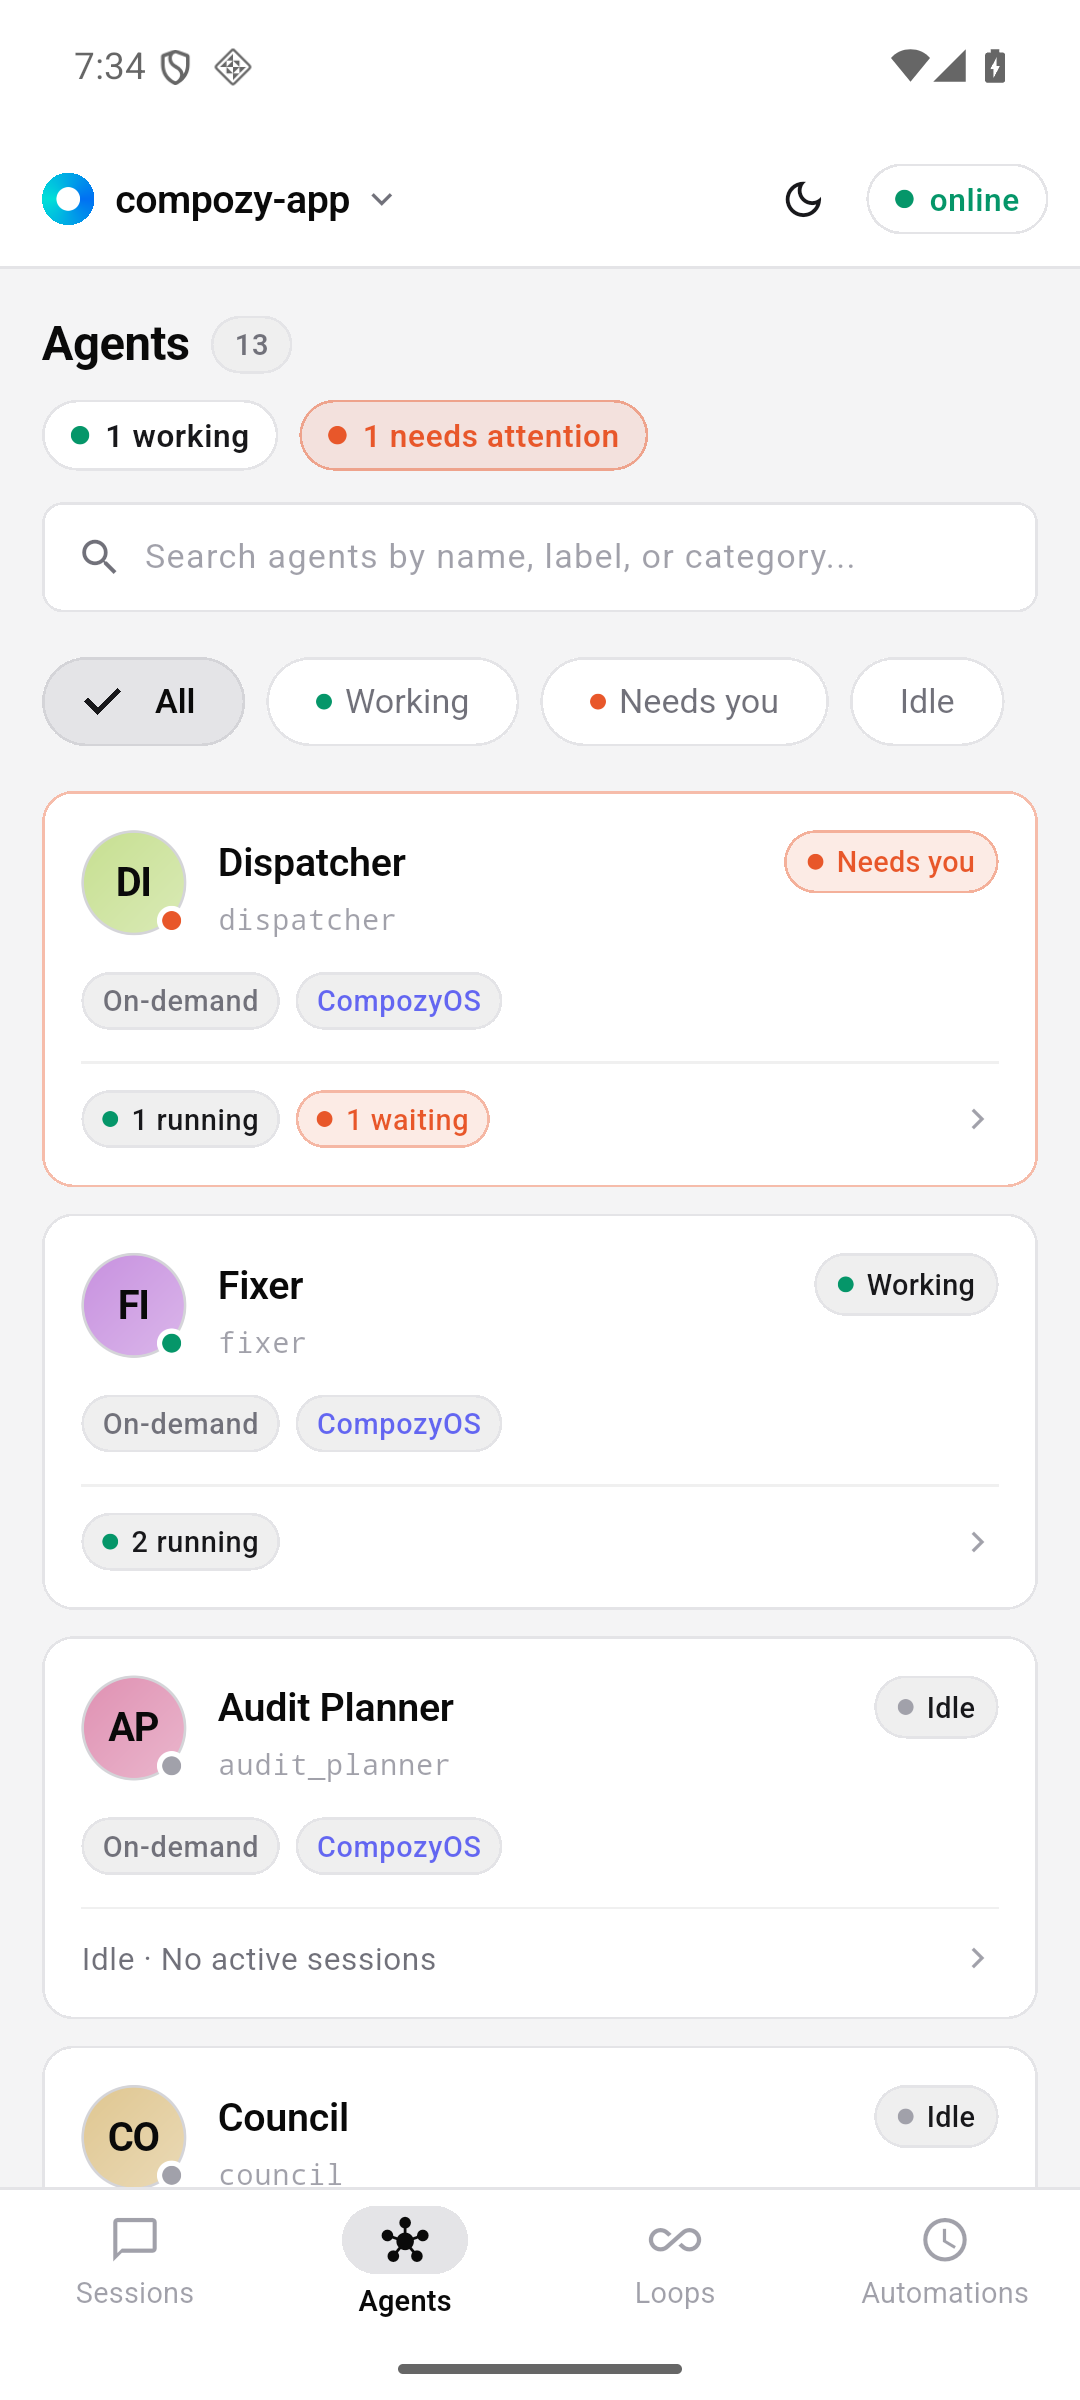 7:34
compozy-app
online
Agents 13
1 working 1 needs attention
Search agents by name, label, or category...
All Working Needs you Idle
DI Dispatcher Needs you
dispatcher
On-demand CompozyOS
1 running 1 waiting
FI Fixer Working
fixer
On-demand CompozyOS
2 running
AP Audit Planner Idle
audit_planner
On-demand CompozyOS
Idle · No active sessions
CO Council Idle
council
Sessions Agents Loops Automations